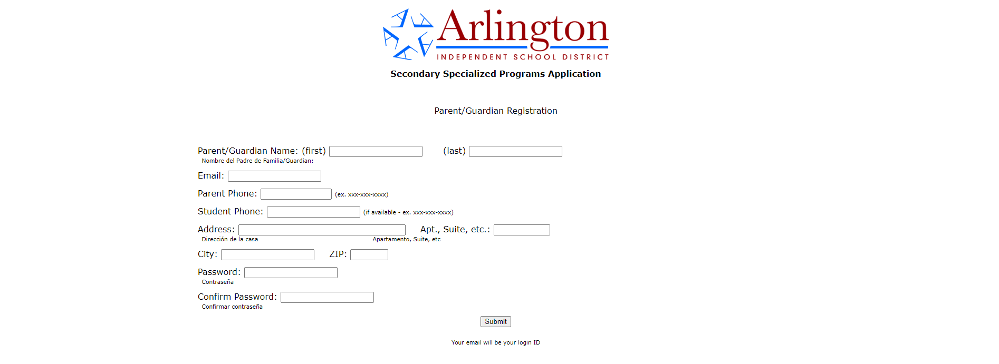 Arlington
INDEPENDENT SCHOOL DISTRICT
Secondary Specialized Programs Application
Parent/Guardian Registration
Parent/Guardian Name: (first) (last)
Nombre del Padre de Familia/Guardian:
Email:
Parent Phone: (ex. xxx-xxx-xxxx)
Student Phone: (if available - ex. xxx-xxx-xxxx)
Address: Apt., Suite, etc.:
Dirección de la casa Apartamento, Suite, etc
City: ZIP:
Password:
Contraseña
Confirm Password:
Confirmar contraseña
Submit
Your email will be your login ID